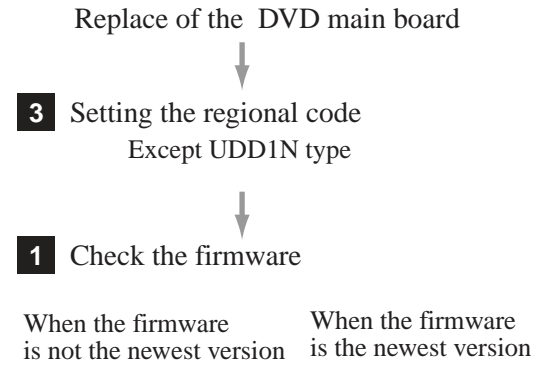 Replace of the DVD main board
3 Setting the regional code
Except UDD1N type
1 Check the firmware
When the firmware
is not the newest version
When the firmware
is the newest version